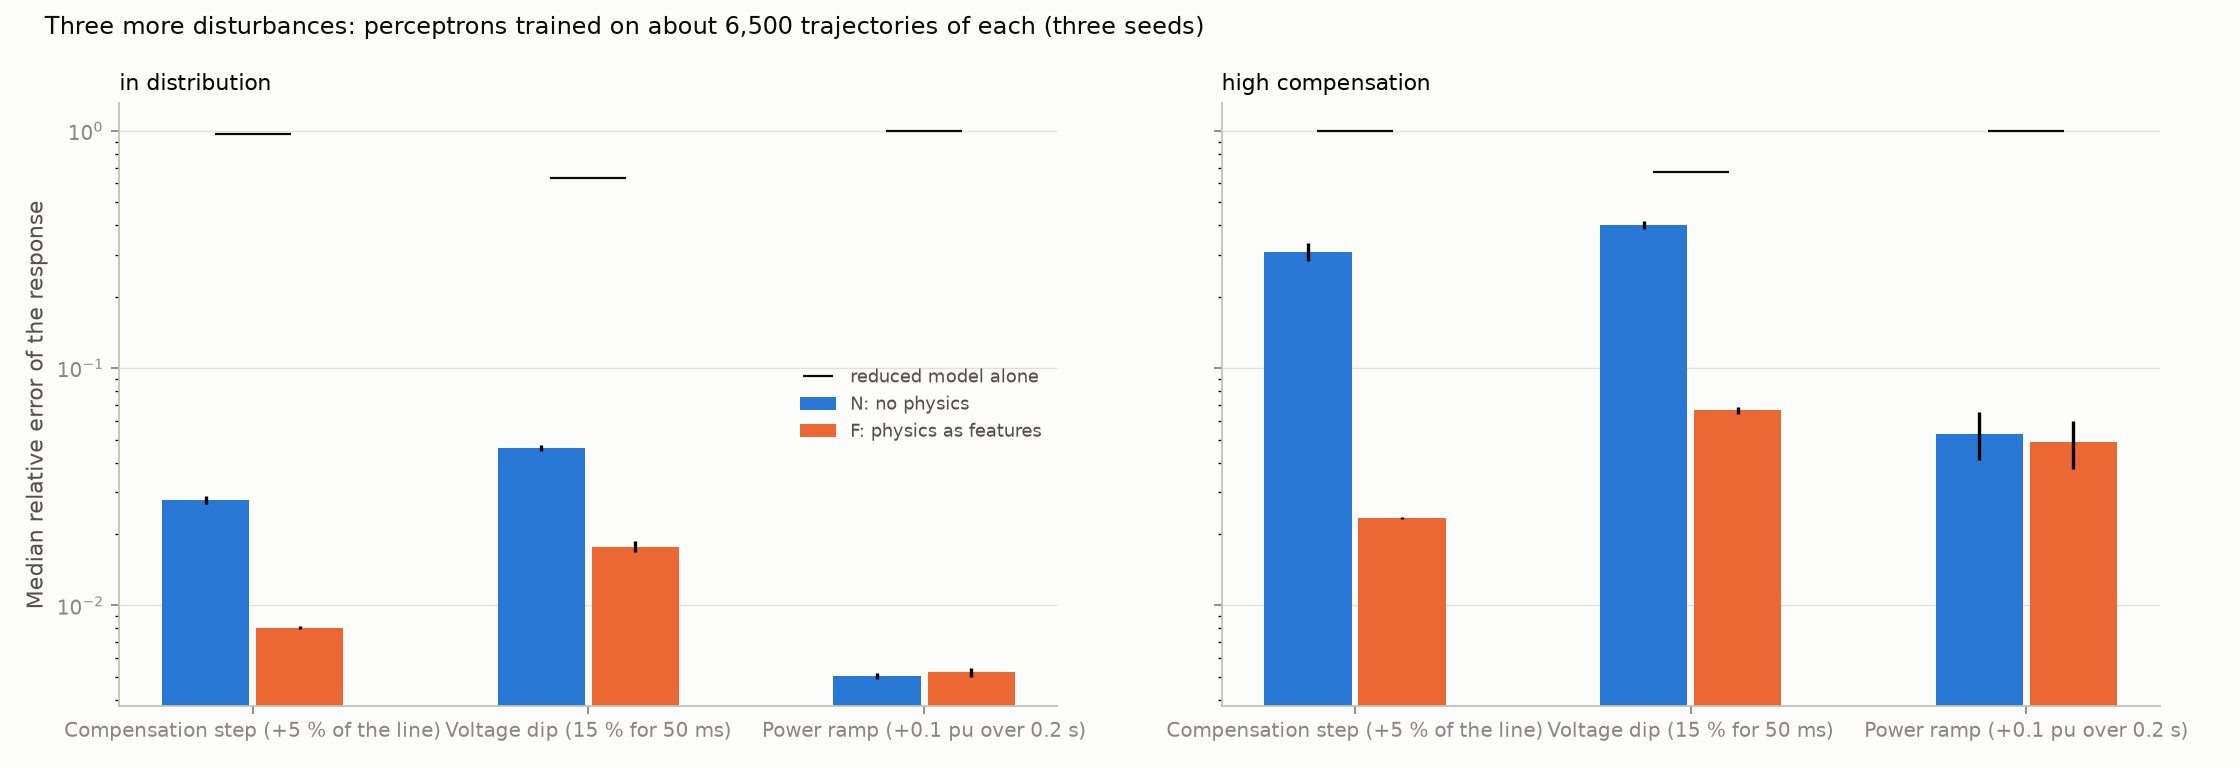 Three more disturbances: perceptrons trained on about 6,500 trajectories of each (three seeds)
in distribution
Median relative error of the response
10⁰
10⁻¹
10⁻²
reduced model alone
N: no physics
F: physics as features
Compensation step (+5 % of the line)
Voltage dip (15 % for 50 ms)
Power ramp (+0.1 pu over 0.2 s)
high compensation
Compensation step (+5 % of the line)
Voltage dip (15 % for 50 ms)
Power ramp (+0.1 pu over 0.2 s)